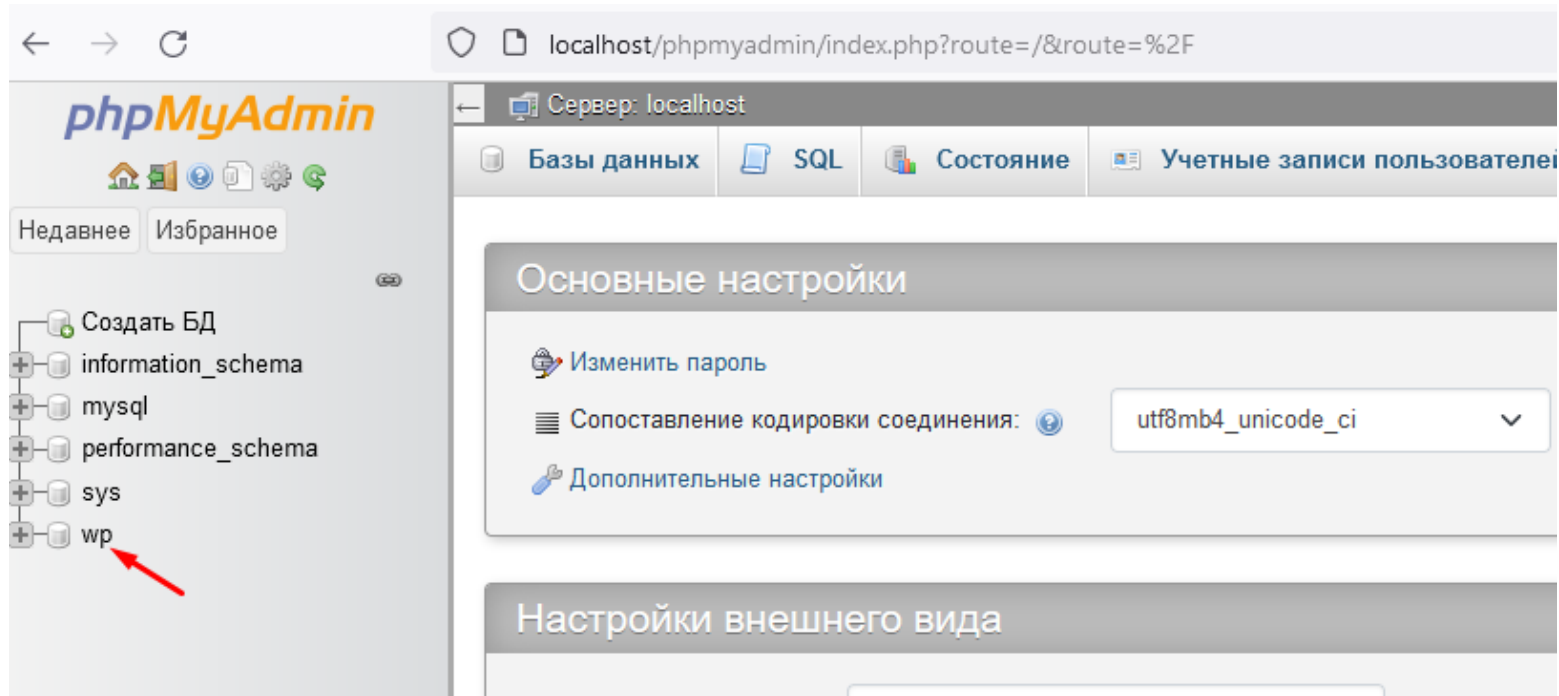 localhost/phpmyadmin/index.php?route=/&route=%2F
phpMyAdmin
Недавнее Избранное
Создать БД
information_schema
mysql
performance_schema
sys
wp
Сервер: localhost
Базы данных SQL Состояние Учетные записи пользователей
Основные настройки
Изменить пароль
Сопоставление кодировки соединения: utf8mb4_unicode_ci
Дополнительные настройки
Настройки внешнего вида